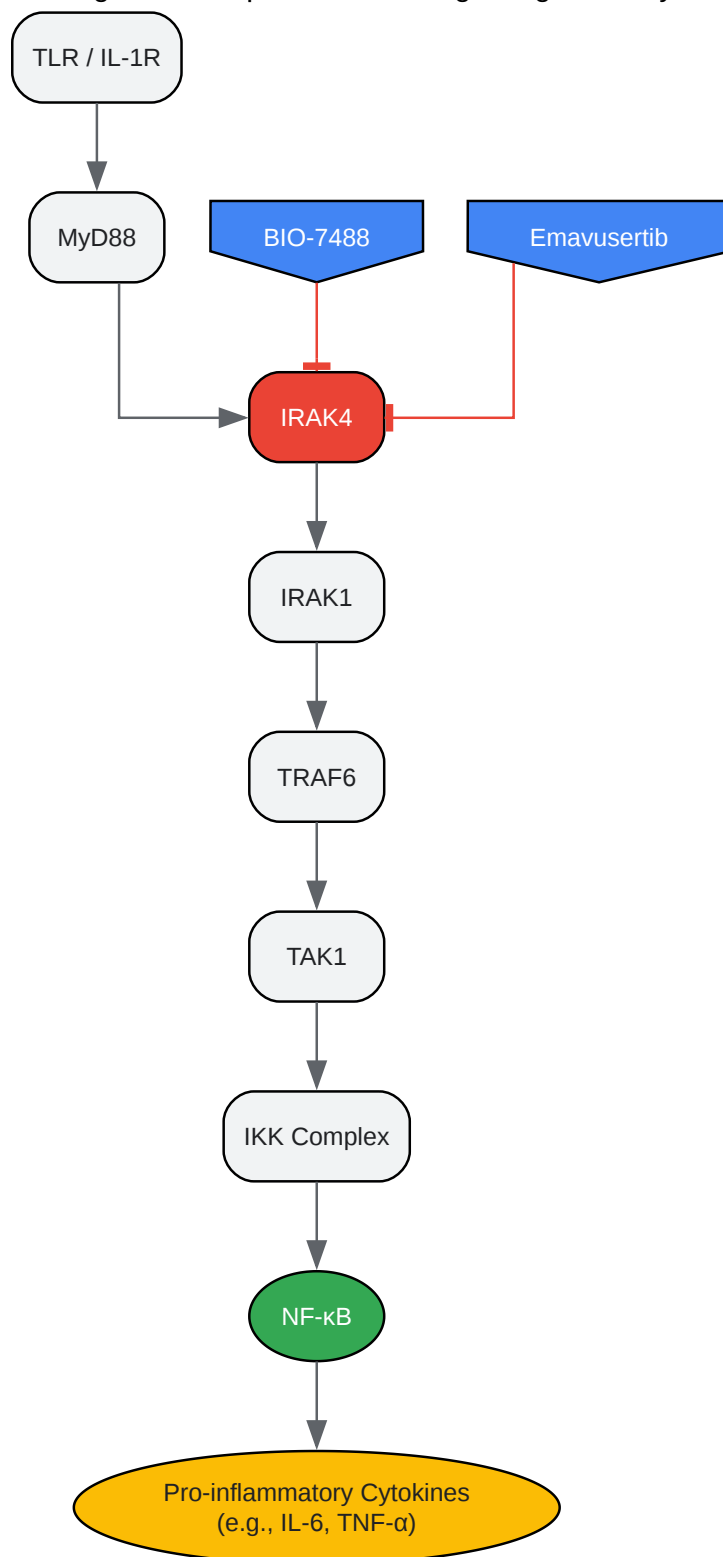 TLR / IL-1R
MyD88
BIO-7488
Emavusertib
IRAK4
IRAK1
TRAF6
TAK1
IKK Complex
NF-κB
Pro-inflammatory Cytokines
(e.g., IL-6, TNF-α)